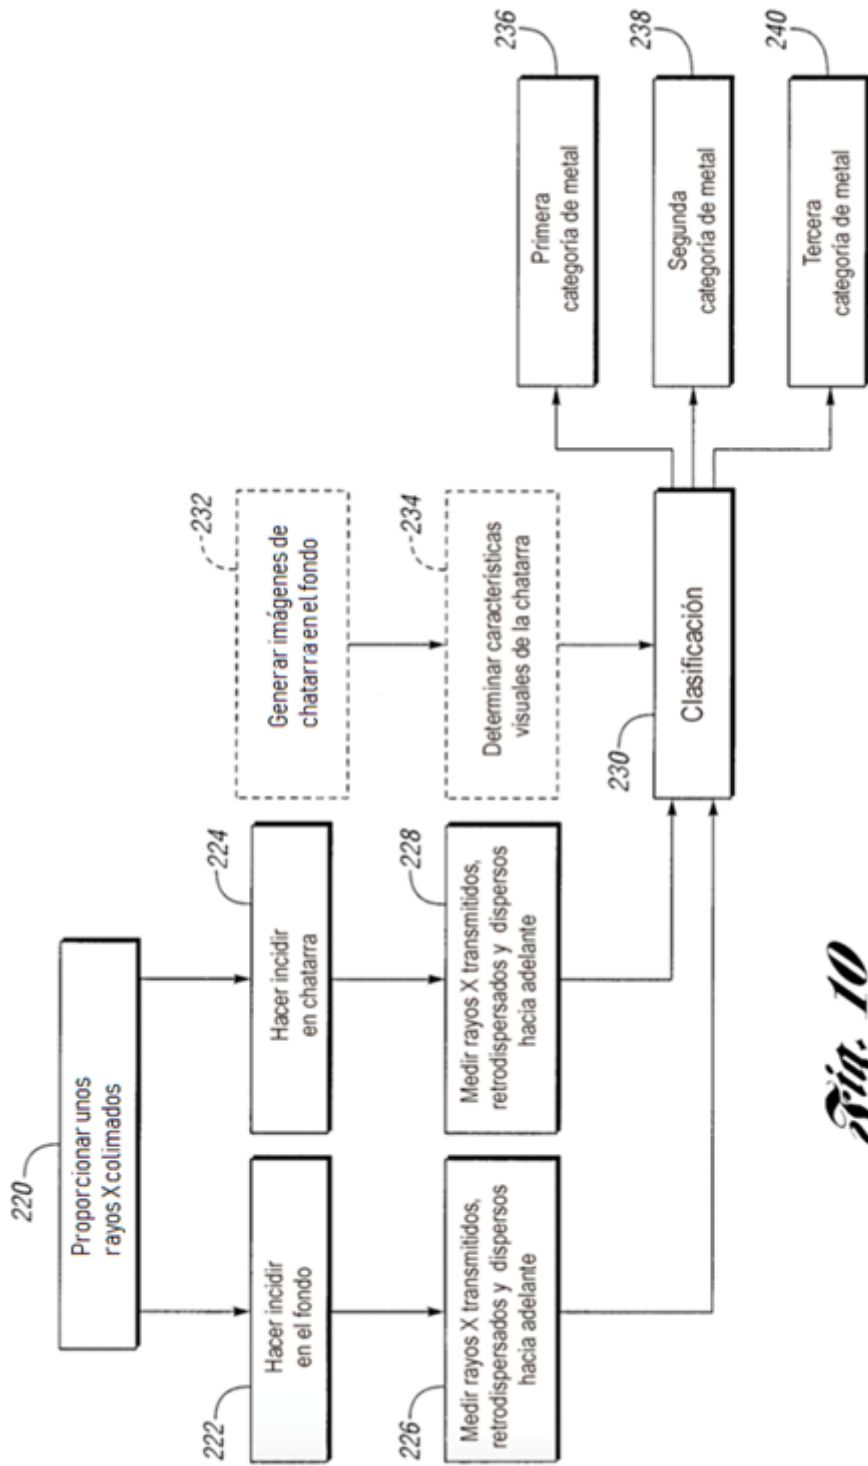 220
Proporcionar unos
rayos X colimados
222
Hacer incidir
en el fondo
224
Hacer incidir
en chatarra
226
Medir rayos X transmitidos,
retrodispersados y dispersos
hacia adelante
228
Medir rayos X transmitidos,
retrodispersados y dispersos
hacia adelante
232
Generar imágenes de
chatarra en el fondo
234
Determinar características
visuales de la chatarra
230
Clasificación
236
Primera
categoría de metal
238
Segunda
categoría de metal
240
Tercera
categoría de metal
Fig. 10